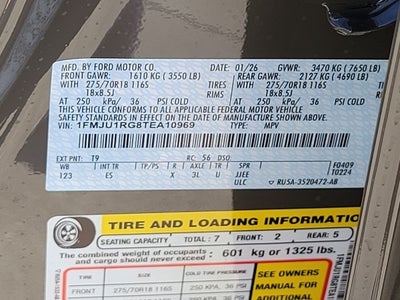 MFD. BY FORD MOTOR CO.
DATE: 01/26 GVWR: 3470 KG ( 7650 LB)
FRONT GAWR: 1610 KG ( 3550 LB) REAR GAWR: 2127 KG ( 4690 LB)
WITH 275/70R18 116S TIRES WITH 275/70R18 116S
18x8.5J RIMS 18x8.5J
AT 250 kPa/ 36 PSI COLD AT 250 kPa/ 36 PSI COLD
THIS VEHICLE CONFORMS TO ALL APPLICABLE FEDERAL MOTOR VEHICLE
SAFETY STANDARDS IN EFFECT ON THE DATE OF MANUFACTURE SHOWN ABOVE.
VIN: 1FMJU1RG8TEA10969 TYPE: MPV
EXT PNT: T9 RC: 56 DSO:
WB INT TR TP/PS R AXLE TR SPR F0409
123 ES X 3L U JJEE T0224
UTC RU5A-3520472-AB
TIRE AND LOADING INFORMATION
SEATING CAPACITY TOTAL: 7 FRONT: 2 REAR: 5
The combined weight of occupants
and cargo should never exceed 601 kg or 1325 lbs.
TIRE SIZE COLD TIRE PRESSURE
FRONT 275/70R18 116S 250 KPA, 36 PSI
SEE OWNERS
MANUAL FOR
ADDITIONAL